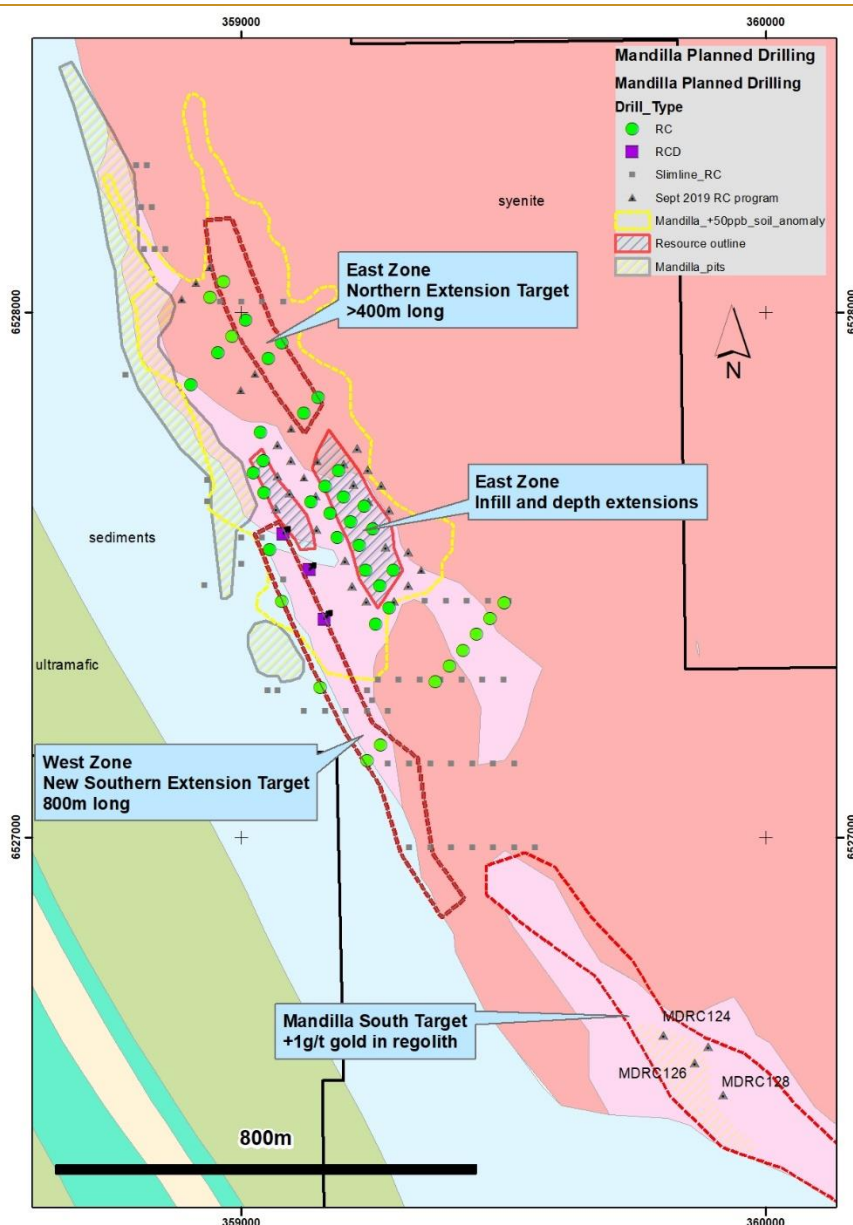 359000
360000
Mandilla Planned Drilling
Mandilla Planned Drilling
Drill_Type
RC
RCD
Slimline_RC
Sept 2019 RC program
Mandilla_+50ppb_soil_anomaly
Resource outline
Mandilla_pits
syenite
East Zone
Northern Extension Target
>400m long
6528000
6528000
N
East Zone
Infill and depth extensions
sediments
ultramafic
West Zone
New Southern Extension Target
800m long
6527000
6527000
Mandilla South Target
+1g/t gold in regolith
MDRC124
MDRC126
MDRC128
800m
359000
360000